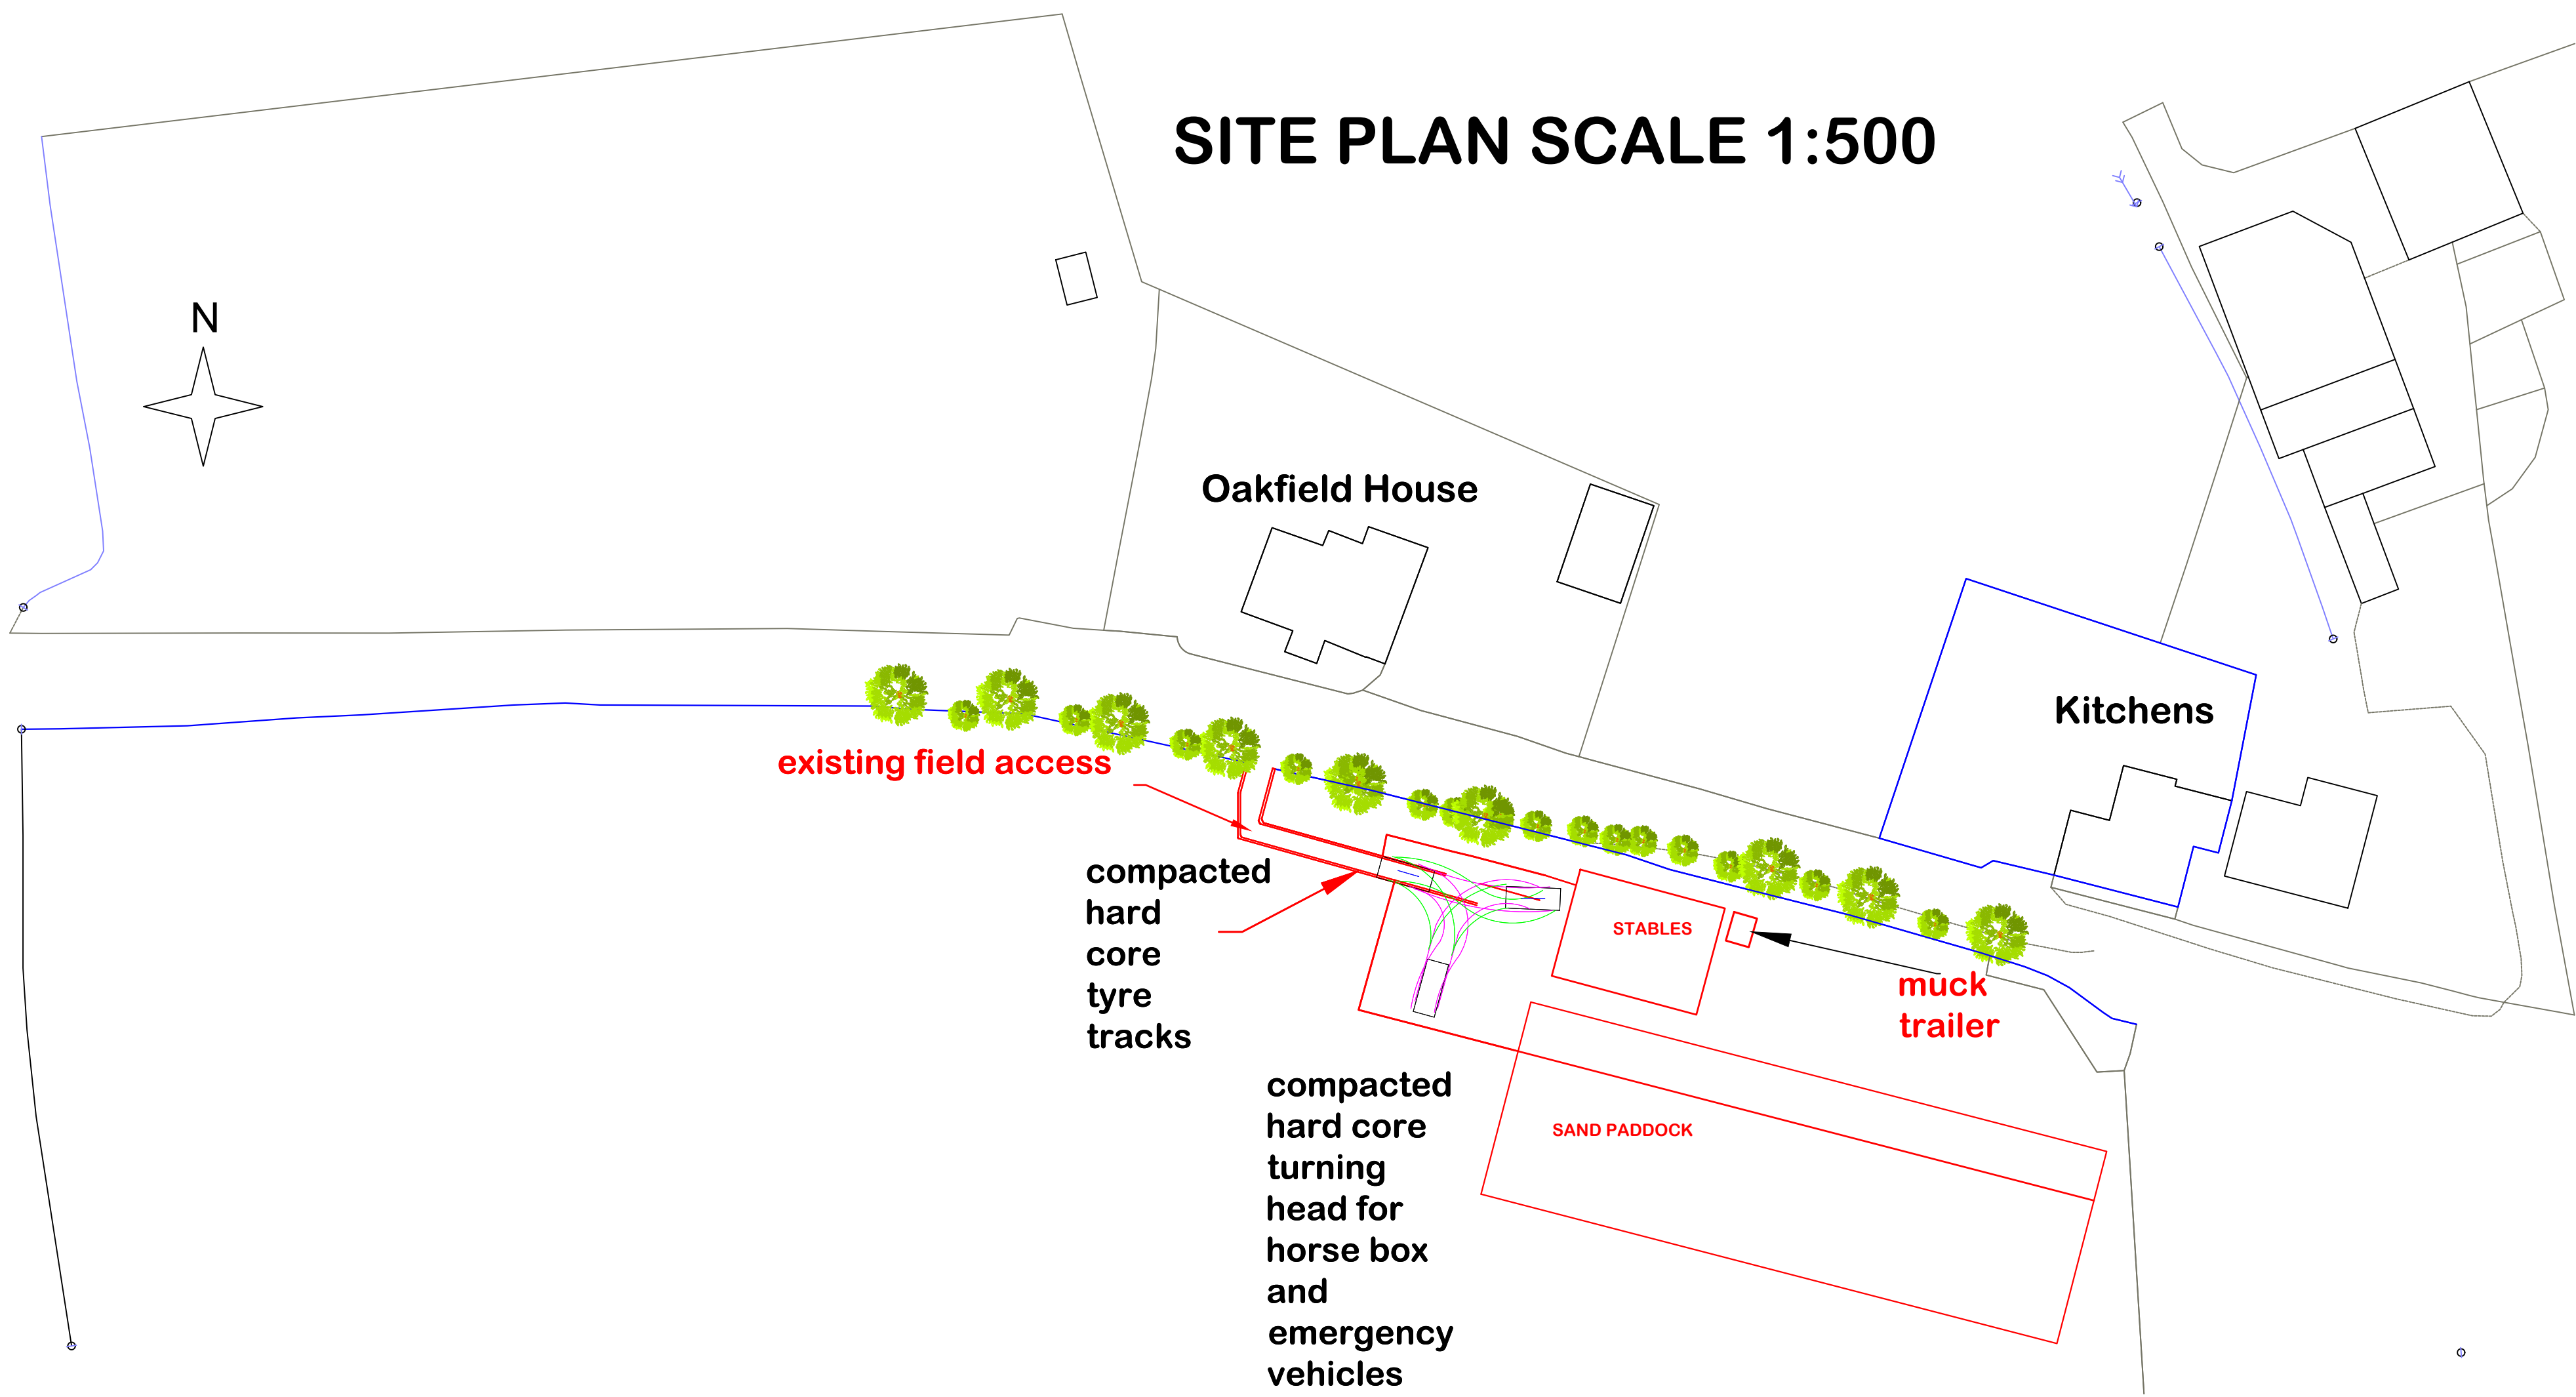 SITE PLAN SCALE 1:500
N
Oakfield House
Kitchens
existing field access
compacted
hard
core
tyre
tracks
STABLES
muck
trailer
SAND PADDOCK
compacted
hard core
turning
head for
horse box
and
emergency
vehicles